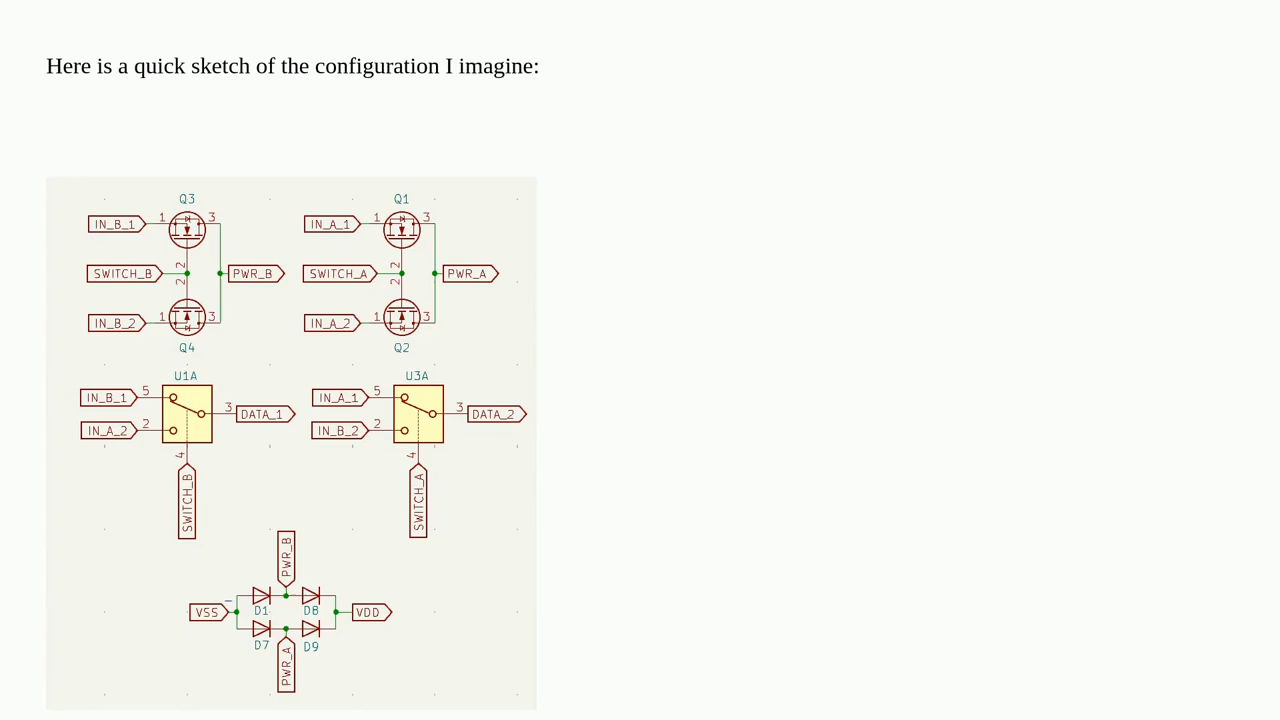 Here is a quick sketch of the configuration I imagine:
Q3 Q1
IN_B_1 1 3 IN_A_1 1 3
SWITCH_B 2 2 PWR_B SWITCH_A 2 2 PWR_A
IN_B_2 1 3 IN_A_2 1 3
Q4 Q2
U1A U3A
IN_B_1 5 IN_A_1 5
3 DATA_1 3 DATA_2
IN_A_2 2 IN_B_2 2
4 4
SWITCH_B SWITCH_A
PWR_B
VSS D1 D8 VDD
D7 D9
PWR_A